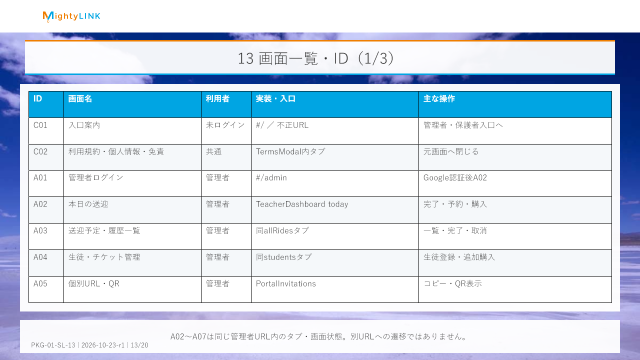 MightyLINK
13 画面一覧・ID（1/3）
ID 画面名 利用者 実装・入口 主な操作
C01 入口案内 未ログイン #/ ／ 不正URL 管理者・保護者入口へ
C02 利用規約・個人情報・免責 共通 TermsModal内タブ 元画面へ閉じる
A01 管理者ログイン 管理者 #/admin Google認証後A02
A02 本日の送迎 管理者 TeacherDashboard today 完了・予約・購入
A03 送迎予定・履歴一覧 管理者 同allRidesタブ 一覧・完了・取消
A04 生徒・チケット管理 管理者 同studentsタブ 生徒登録・追加購入
A05 個別URL・QR 管理者 PortalInvitations コピー・QR表示
A02〜A07は同じ管理者URL内のタブ・画面状態。別URLへの遷移ではありません。
PKG-01-SL-13 | 2026-10-23-r1 | 13/20